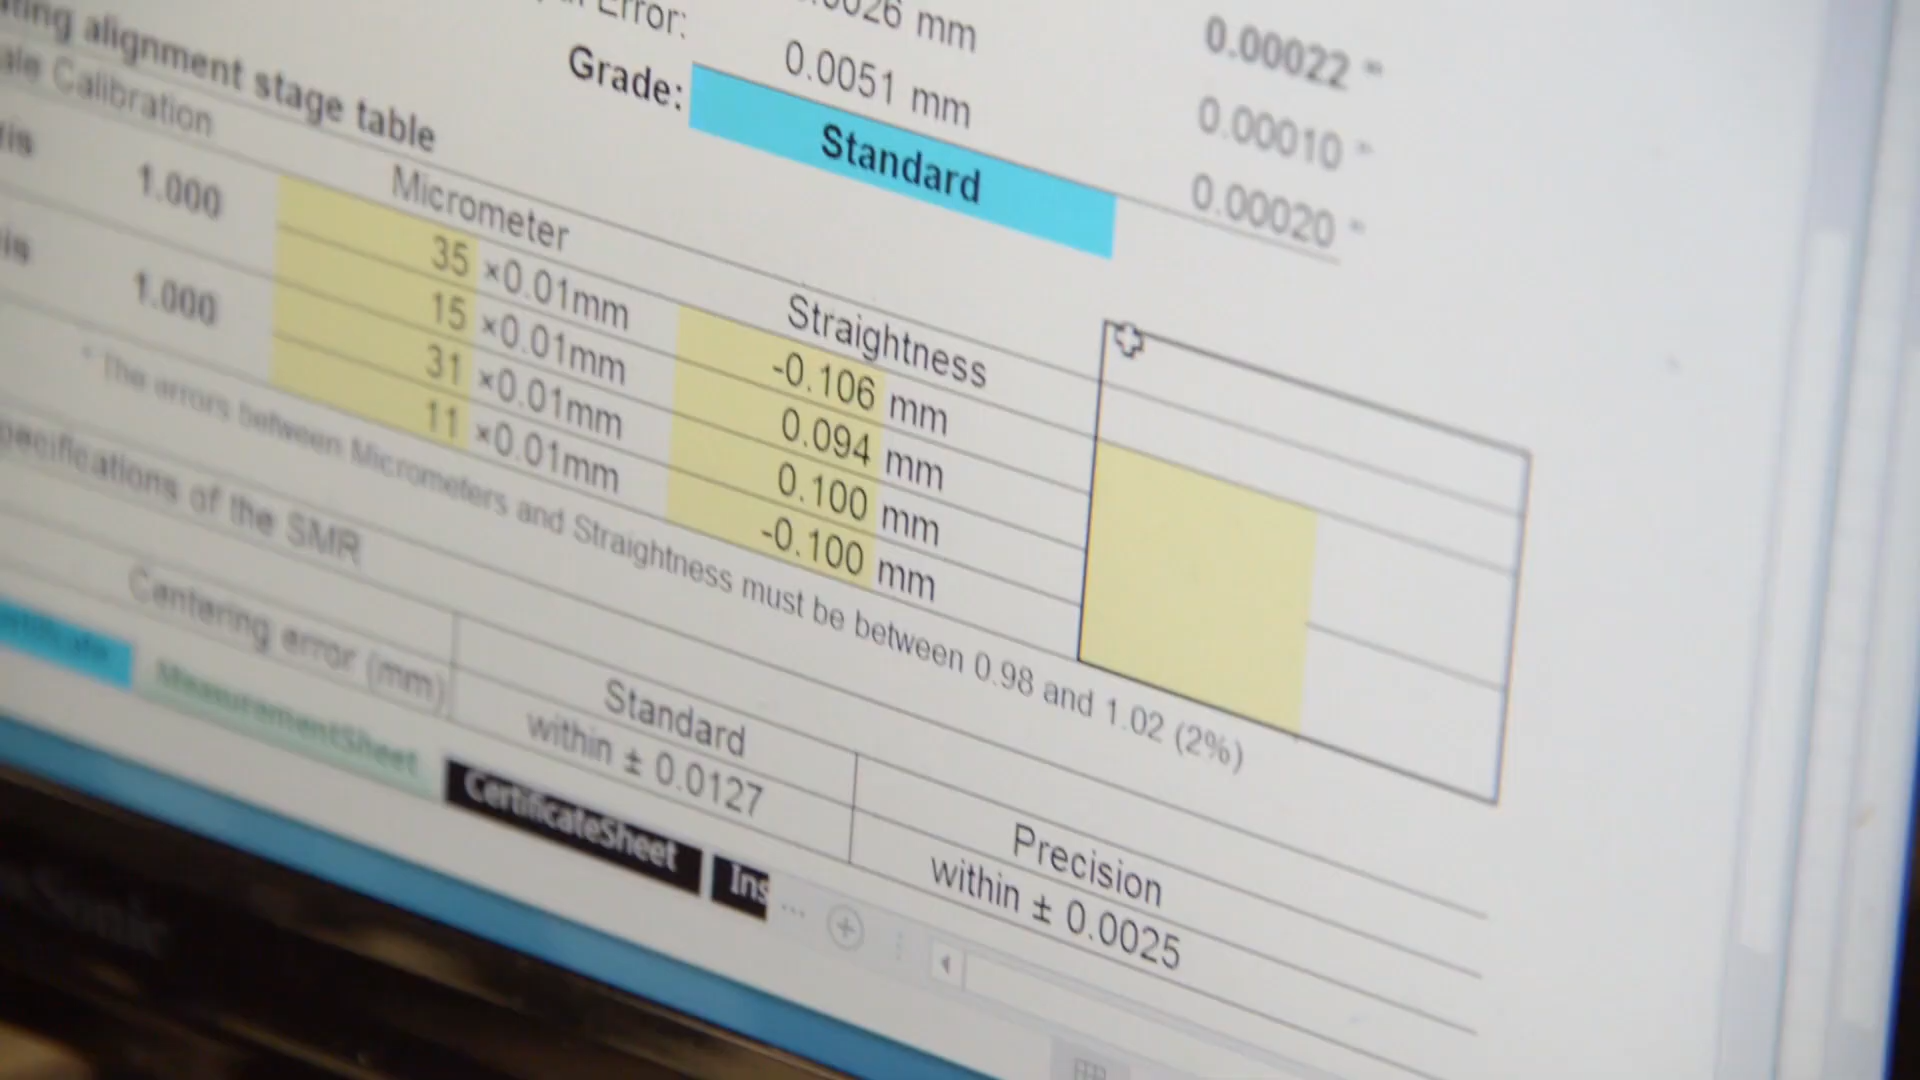 Error:
mm
0.00022 "
0.0051 mm
0.00010 "
Grade:
Standard
0.00020 "
alignment stage table
Calibration
Micrometer
Straightness
1.000
35 ×0.01mm
-0.106 mm
15 ×0.01mm
0.094 mm
1.000
31 ×0.01mm
0.100 mm
11 ×0.01mm
-0.100 mm
* The errors between Micrometers and Straightness must be between 0.98 and 1.02 (2%)
of the SMR
Standard
Precision
Centering error (mm)
within ± 0.0127
within ± 0.0025
MeasurementSheet
CertificateSheet
Ins
...